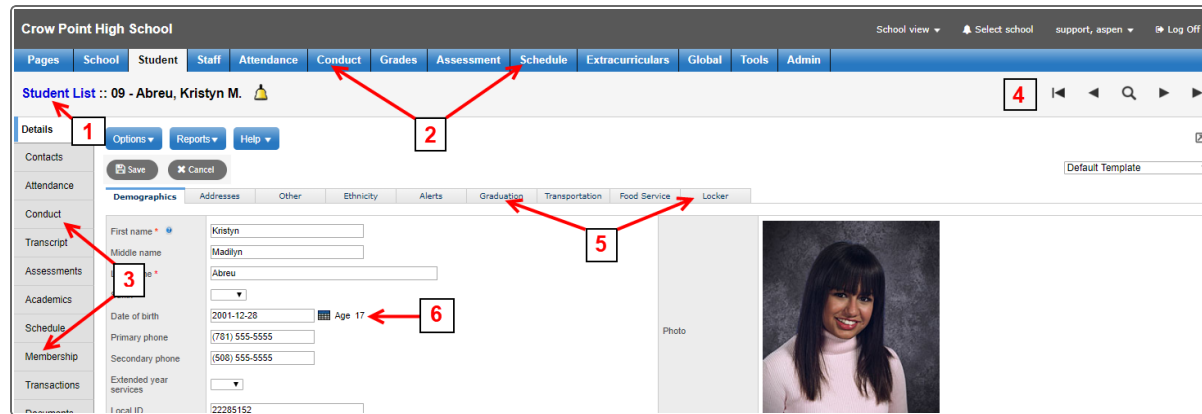 Crow Point High School School view Select school support, aspen Log Off
Pages School Student Staff Attendance Conduct Grades Assessment Schedule Extracurriculars Global Tools Admin
Student List :: 09 - Abreu, Kristyn M. 4
1 2
Details Options Reports Help
Contacts Save Cancel Default Template
Attendance Demographics Addresses Other Ethnicity Alerts Graduation Transportation Food Service Locker
Conduct First name * Kristyn
Transcript Middle name Madilyn 5
Assessments 3 * Abreu
Academics
Schedule Date of birth 2001-12-28 Age 17 6
Primary phone (781) 555-5555 Photo
Membership Secondary phone (508) 555-5555
Transactions Extended year
services
Local ID 22285152